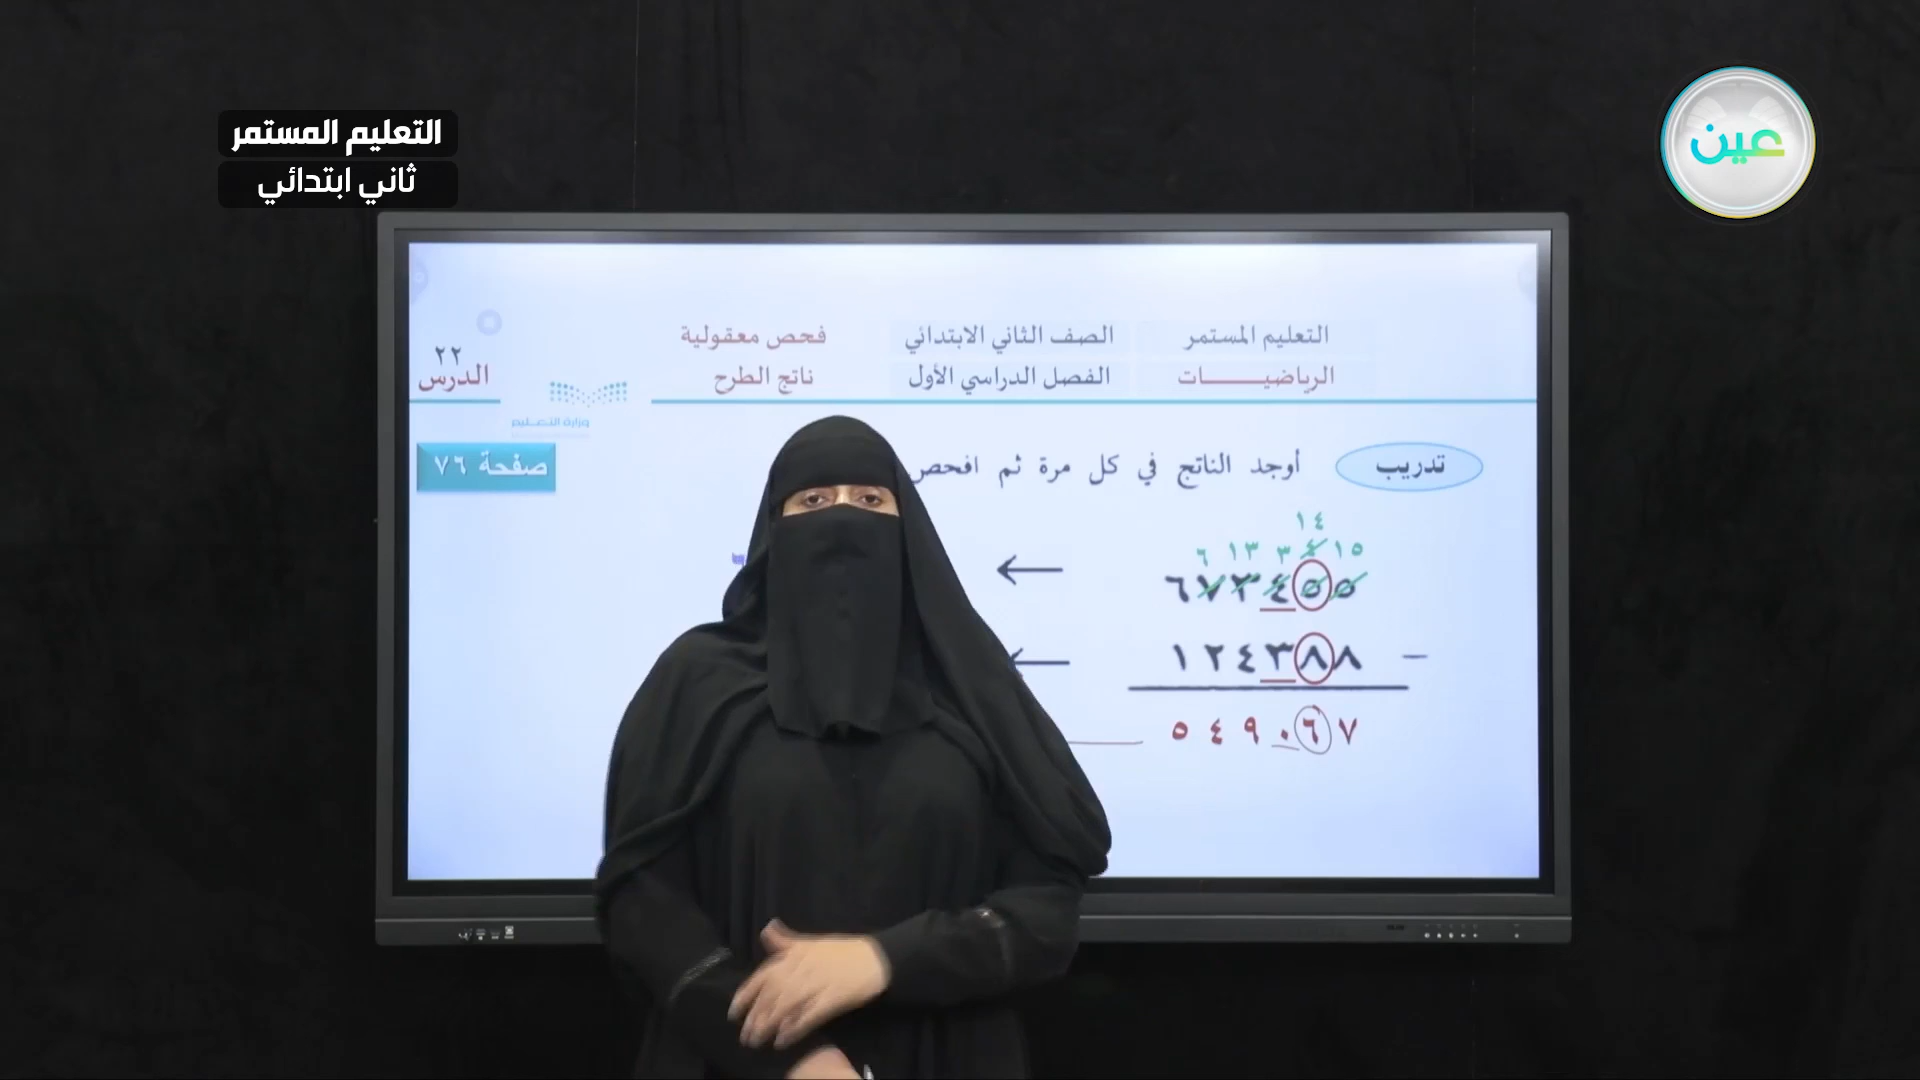 التعليم المستمر
ثاني ابتدائي
عين
التعليم المستمر
الصف الثاني الابتدائي
فحص معقولية
الرياضيـــــات
الفصل الدراسي الأول
ناتج الطرح
٢٢
الدرس
وزارة التعليم
تدريب
أوجد الناتج في كل مرة ثم افحص
صفحة ٧٦
١٤
٦ ١٣ ٣ ٤ ١٥
٦٧٣٤٥٥ ←
١٢٤٣٨٨ − ←
٥٤٩٠٦٧